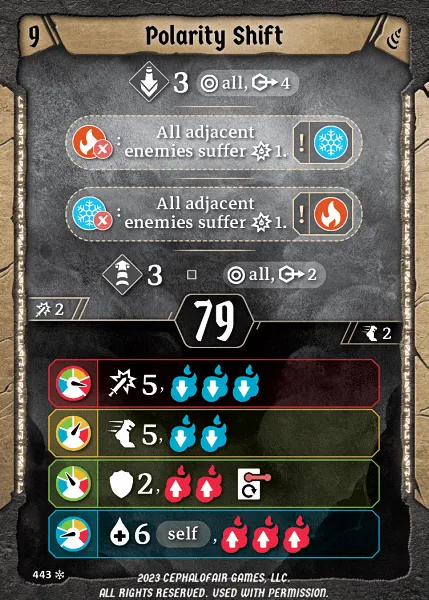 9 Polarity Shift
3 all, 4
: All adjacent
enemies suffer 1. !
: All adjacent
enemies suffer 1. !
3 all, 2
2 79 2
5,
5,
2,
6 self ,
443
2023 CEPHALOFAIR GAMES, LLC.
ALL RIGHTS RESERVED. USED WITH PERMISSION.